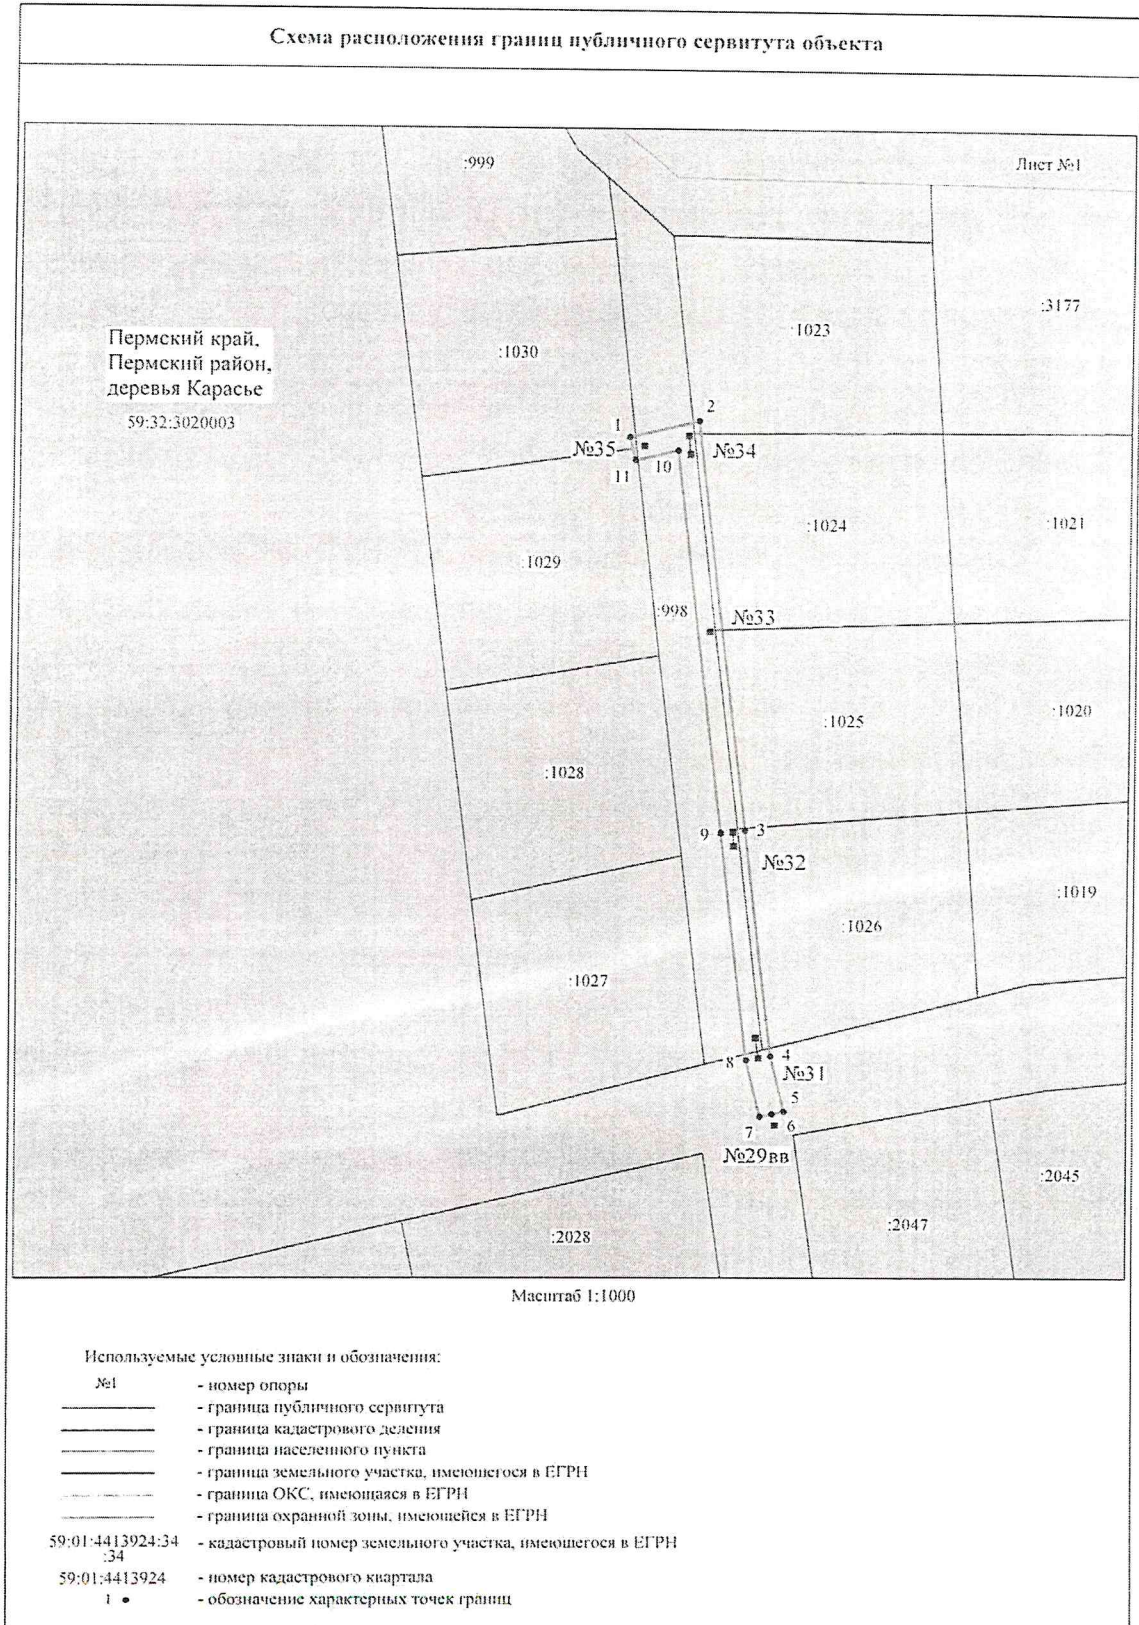 Схема расположения границ публичного сервитута объекта
Лист №1
:999
:3177
:1023
Пермский край,
Пермский район,
деревья Карасье
59:32:3020003
:1030
1
2
№35
10
№34
11
:1024
:1021
:1029
:998
№33
:1025
:1020
:1028
9
3
№32
:1019
:1026
:1027
8
4
№31
5
7
6
№29вв
:2045
:2047
:2028
Масштаб 1:1000
Используемые условные знаки и обозначения:
№1 - номер опоры
- граница публичного сервитута
- граница кадастрового деления
- граница населенного пункта
- граница земельного участка, имеющегося в ЕГРН
- граница ОКС, имеющаяся в ЕГРН
- граница охранной зоны, имеющейся в ЕГРН
59:01:4413924:34 - кадастровый номер земельного участка, имеющегося в ЕГРН
:34
59:01:4413924 - номер кадастрового квартала
1 - обозначение характерных точек границ